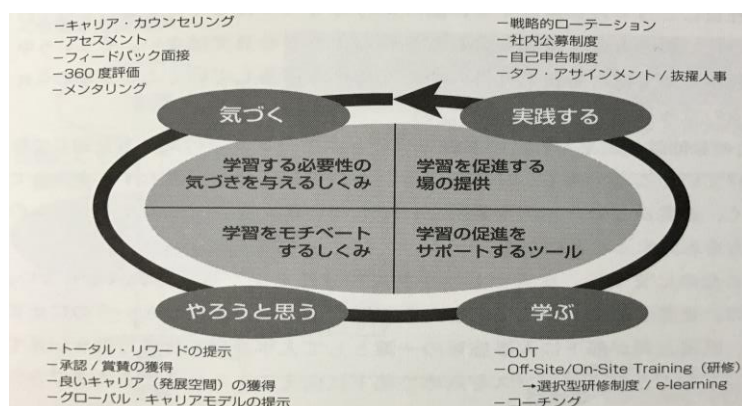 －キャリア・カウンセリング
－アセスメント
－フィードバック面接
－360度評価
－メンタリング
－戦略的ローテーション
－社内公募制度
－自己申告制度
－タフ・アサインメント/抜擢人事
気づく
実践する
学習する必要性の
気づきを与えるしくみ
学習を促進する
場の提供
学習をモチベート
するしくみ
学習の促進を
サポートするツール
やろうと思う
学ぶ
－トータル・リワードの提示
－承認/賞賛の獲得
－良いキャリア（発展空間）の獲得
－グローバル・キャリアモデルの提示
－OJT
－Off-Site/On-Site Training（研修）
→選択型研修制度/e-learning
－コーチング